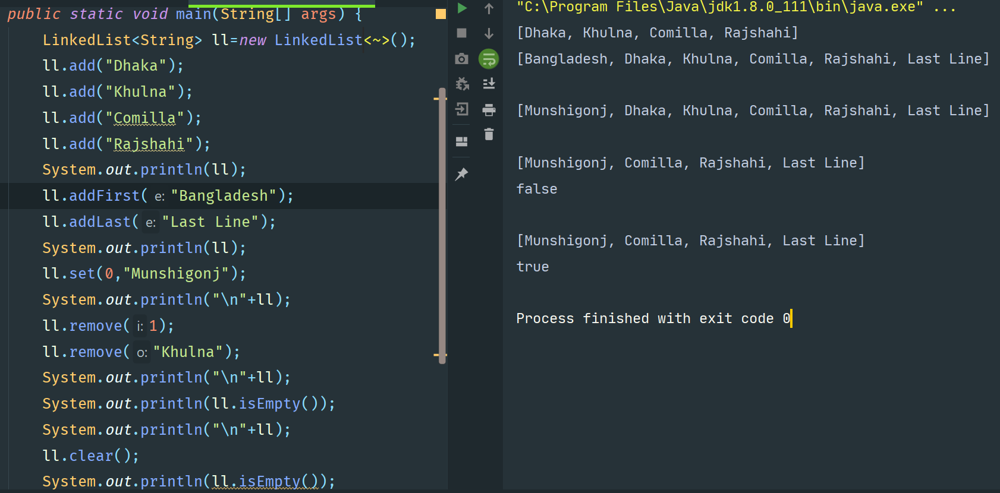 public static void main(String[] args) {
LinkedList<String> ll=new LinkedList<~>();
ll.add("Dhaka");
ll.add("Khulna");
ll.add("Comilla");
ll.add("Rajshahi");
System.out.println(ll);
ll.addFirst( e: "Bangladesh");
ll.addLast( e: "Last Line");
System.out.println(ll);
ll.set(0,"Munshigonj");
System.out.println("\n"+ll);
ll.remove( i: 1);
ll.remove( o: "Khulna");
System.out.println("\n"+ll);
System.out.println(ll.isEmpty());
System.out.println("\n"+ll);
ll.clear();
System.out.println(ll.isEmpty());
"C:\Program Files\Java\jdk1.8.0_111\bin\java.exe" ...
[Dhaka, Khulna, Comilla, Rajshahi]
[Bangladesh, Dhaka, Khulna, Comilla, Rajshahi, Last Line]
[Munshigonj, Dhaka, Khulna, Comilla, Rajshahi, Last Line]
[Munshigonj, Comilla, Rajshahi, Last Line]
false
[Munshigonj, Comilla, Rajshahi, Last Line]
true
Process finished with exit code 0